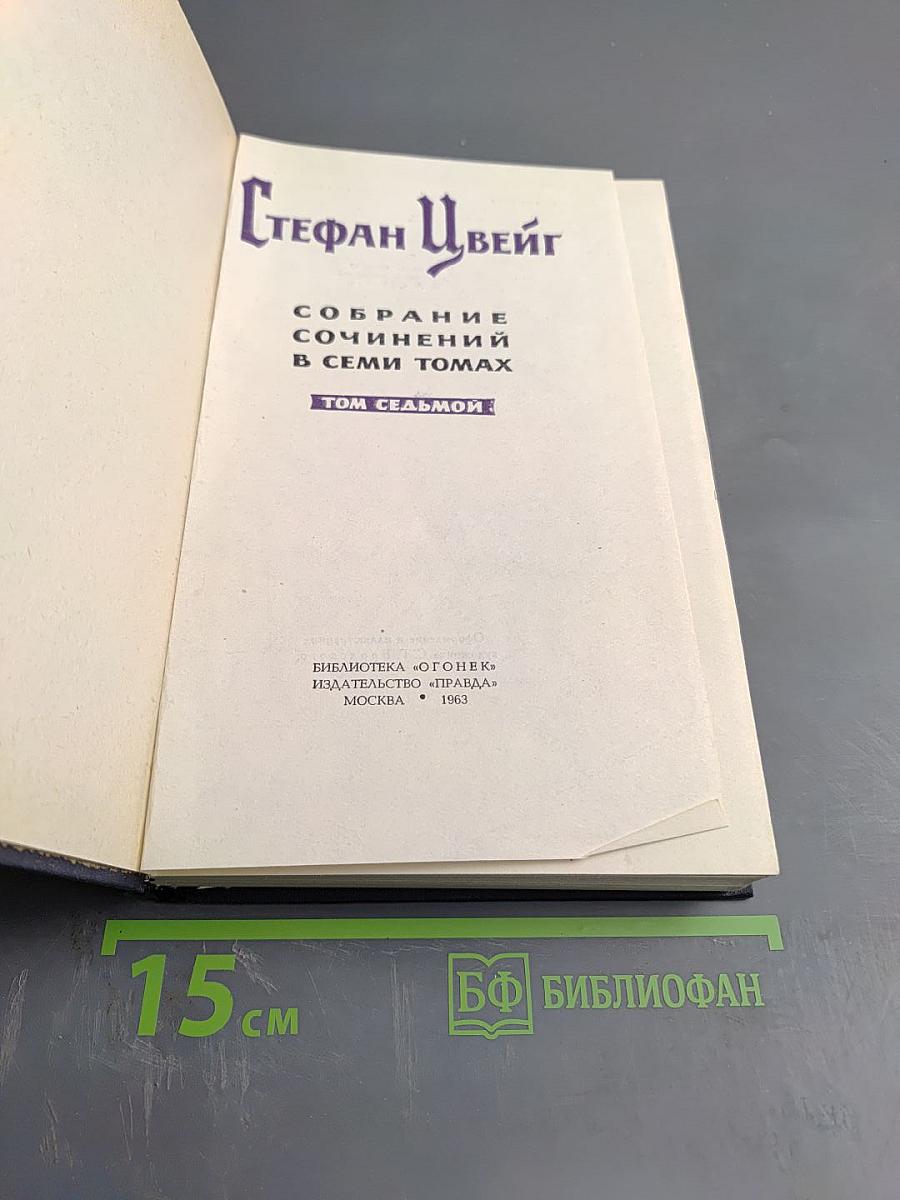 Стефан Цвейг
СОБРАНИЕ
СОЧИНЕНИЙ
В СЕМИ ТОМАХ
ТОМ СЕДЬМОЙ
БИБЛИОТЕКА «ОГОНЕК»
ИЗДАТЕЛЬСТВО «ПРАВДА»
МОСКВА • 1963
15 см
БФ БИБЛИОФАН